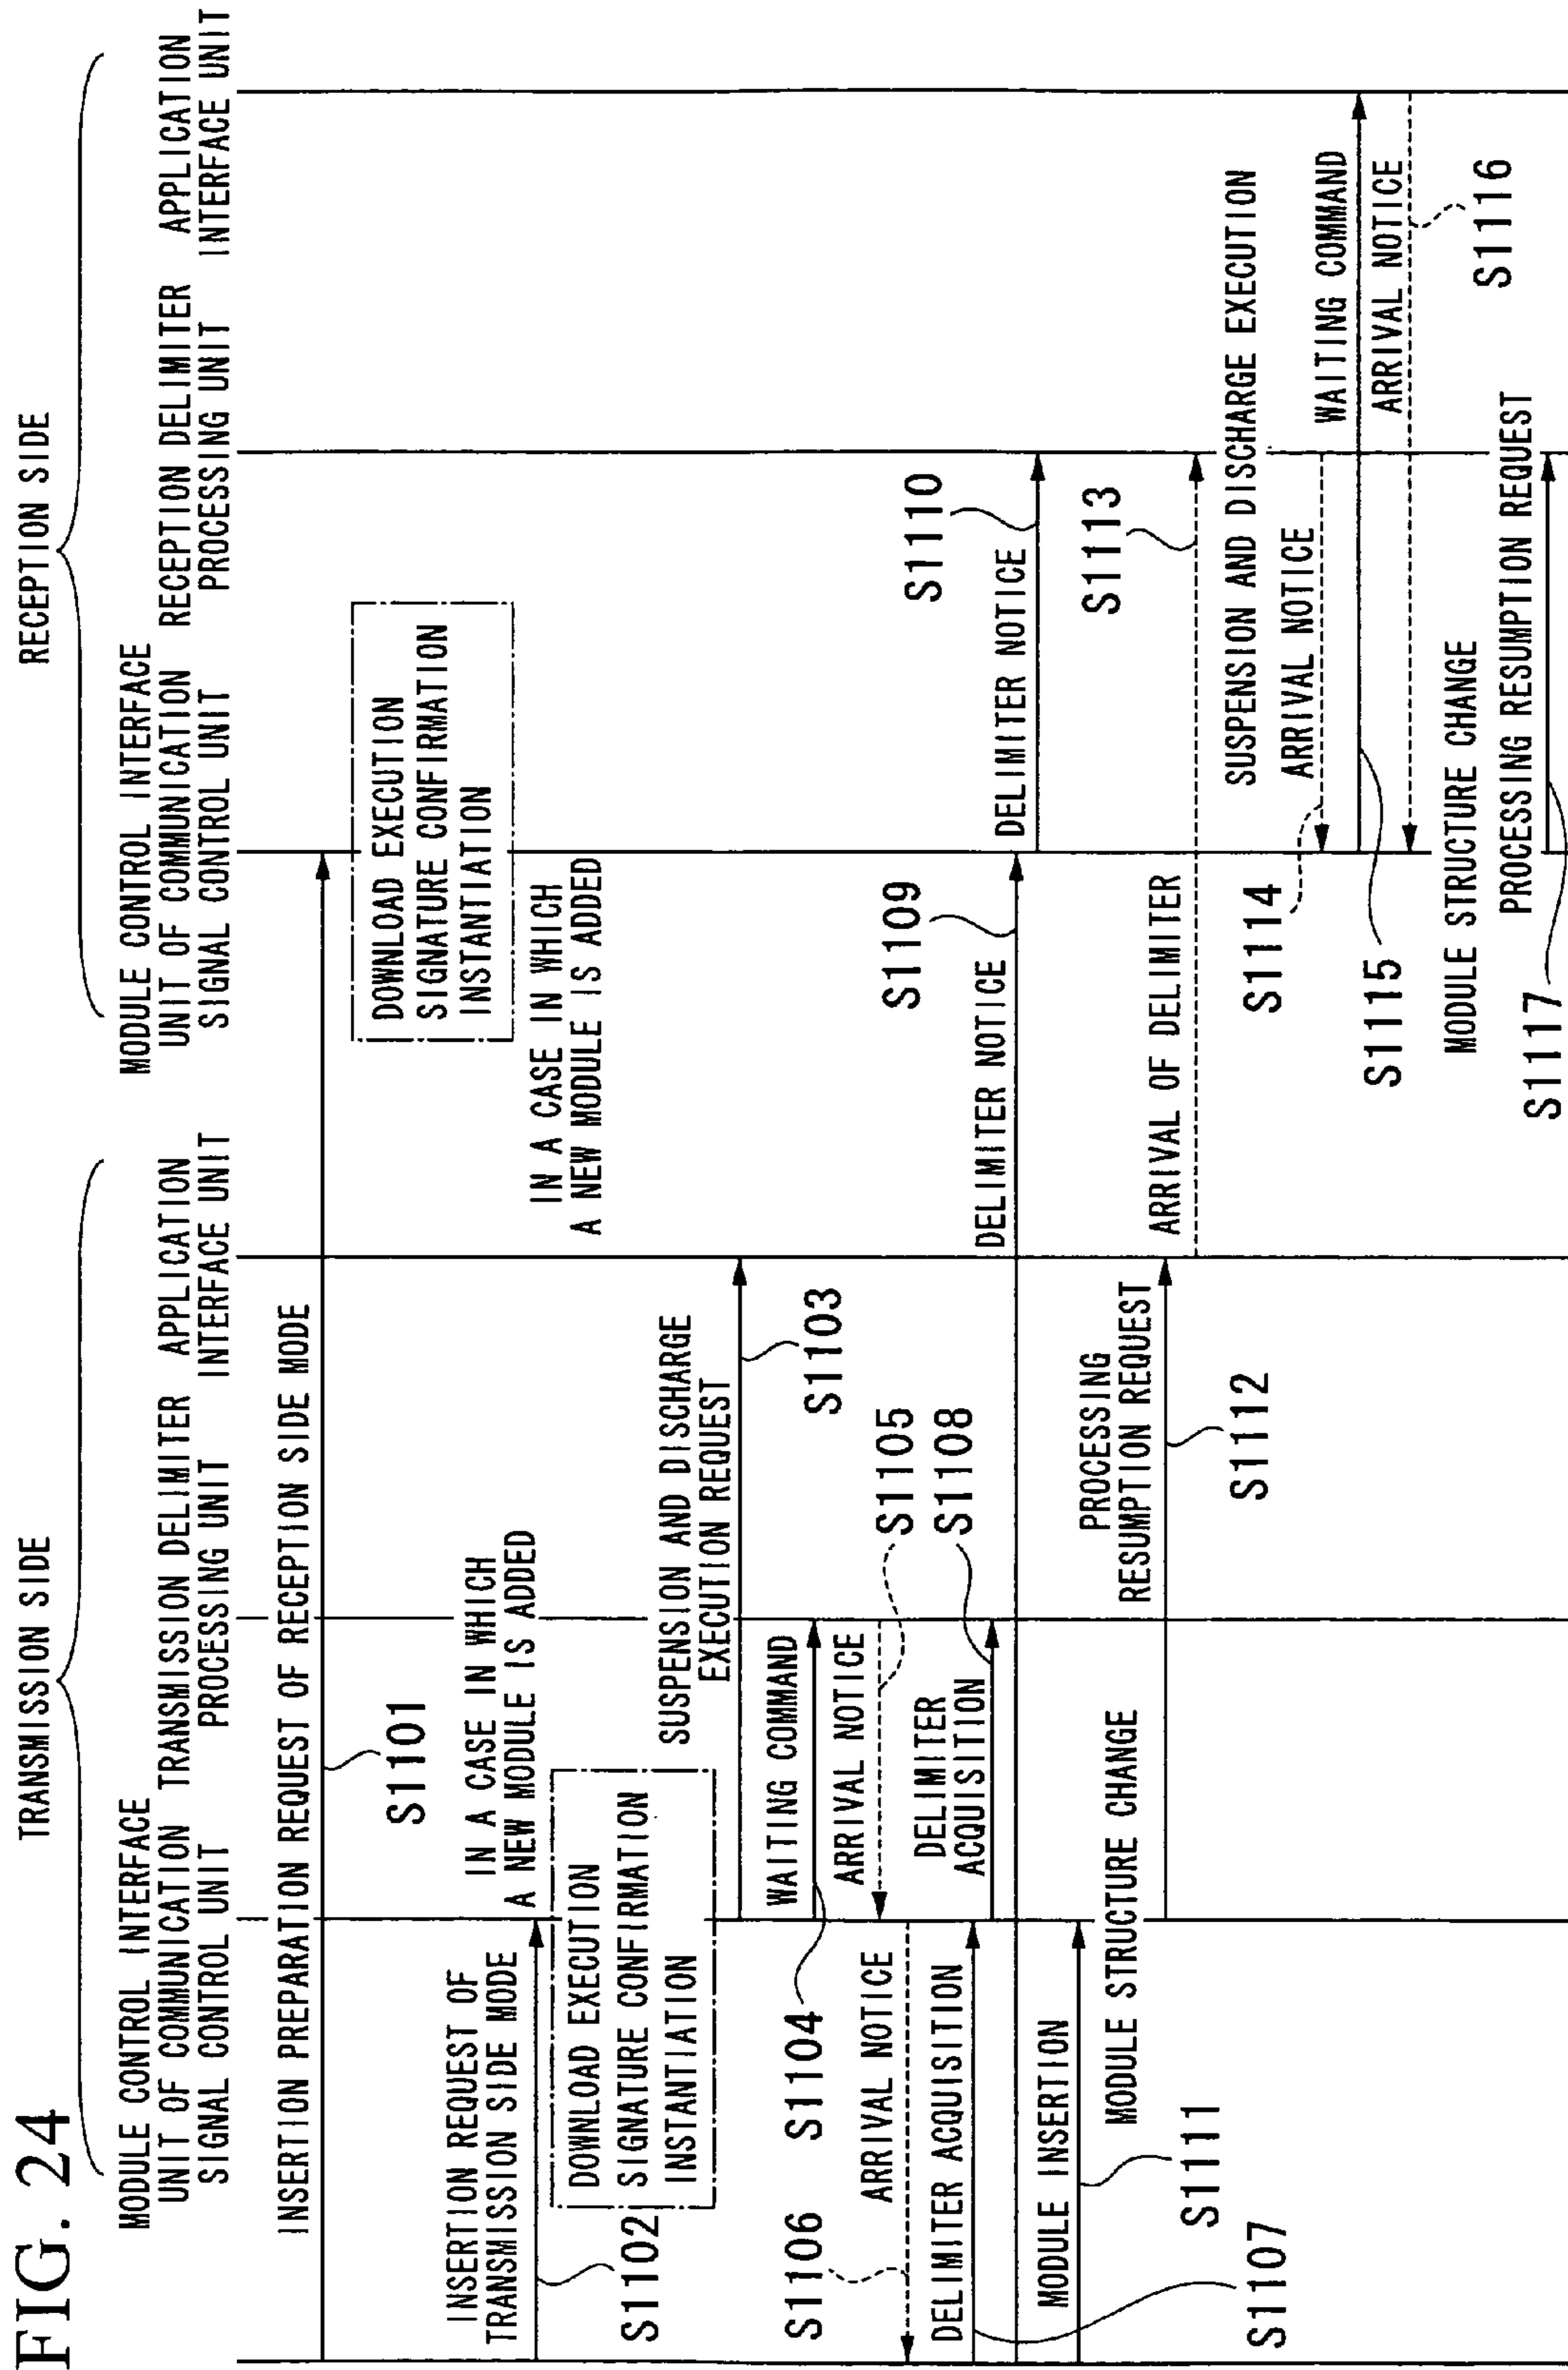 FIG. 24
TRANSMISSION SIDE
RECEPTION SIDE
MODULE CONTROL INTERFACE
UNIT OF COMMUNICATION
SIGNAL CONTROL UNIT
TRANSMISSION DELIMITER
PROCESSING UNIT
APPLICATION
INTERFACE UNIT
MODULE CONTROL INTERFACE
UNIT OF COMMUNICATION
SIGNAL CONTROL UNIT
RECEPTION DELIMITER
PROCESSING UNIT
APPLICATION
INTERFACE UNIT
INSERTION PREPARATION REQUEST OF RECEPTION SIDE MODE
S1101
DOWNLOAD EXECUTION
SIGNATURE CONFIRMATION
INSTANTIATION
IN A CASE IN WHICH
A NEW MODULE IS ADDED
INSERTION REQUEST OF
TRANSMISSION SIDE MODE
S1102
IN A CASE IN WHICH
A NEW MODULE IS ADDED
DOWNLOAD EXECUTION
SIGNATURE CONFIRMATION
INSTANTIATION
SUSPENSION AND DISCHARGE
EXECUTION REQUEST
S1103
WAITING COMMAND
S1104
ARRIVAL NOTICE
S1105
ARRIVAL NOTICE
S1106
DELIMITER ACQUISITION
S1107
DELIMITER
ACQUISITION
S1108
DELIMITER NOTICE
S1109
DELIMITER NOTICE
S1110
MODULE INSERTION
S1111
MODULE STRUCTURE CHANGE
PROCESSING
RESUMPTION REQUEST
S1112
ARRIVAL OF DELIMITER
S1113
SUSPENSION AND DISCHARGE EXECUTION
ARRIVAL NOTICE
S1114
WAITING COMMAND
S1115
ARRIVAL NOTICE
S1116
MODULE STRUCTURE CHANGE
PROCESSING RESUMPTION REQUEST
S1117